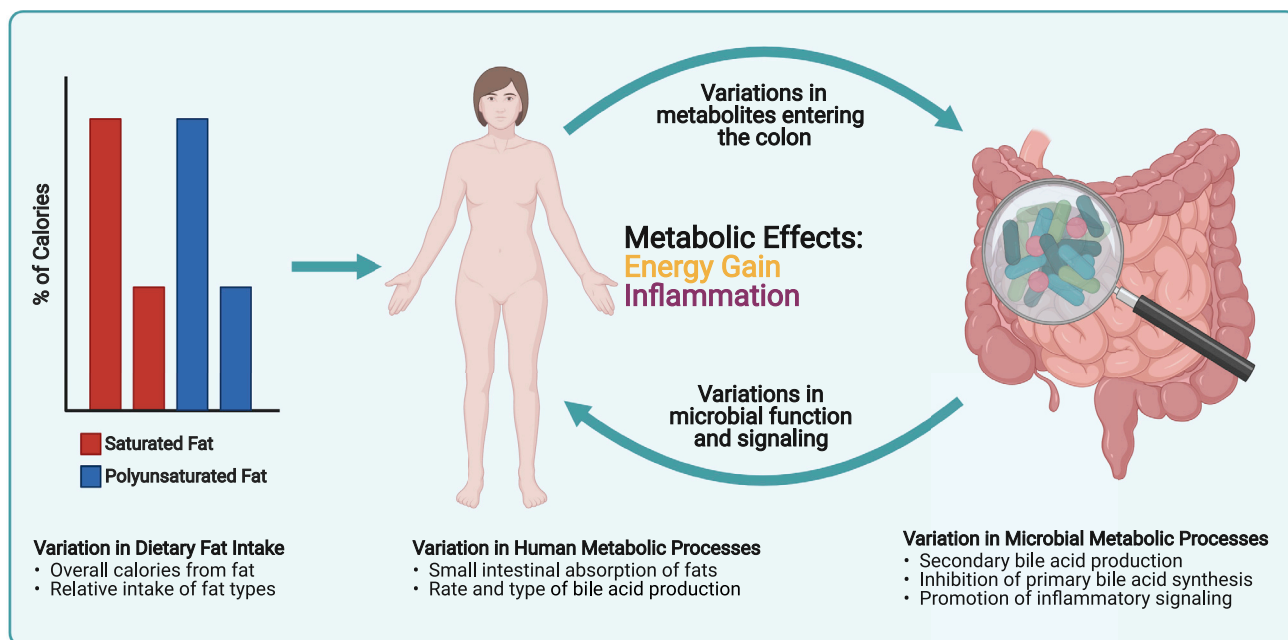 % of Calories
Saturated Fat
Polyunsaturated Fat
Variations in
metabolites entering
the colon
Metabolic Effects:
Energy Gain
Inflammation
Variations in
microbial function
and signaling
Variation in Dietary Fat Intake
• Overall calories from fat
• Relative intake of fat types
Variation in Human Metabolic Processes
• Small intestinal absorption of fats
• Rate and type of bile acid production
Variation in Microbial Metabolic Processes
• Secondary bile acid production
• Inhibition of primary bile acid synthesis
• Promotion of inflammatory signaling